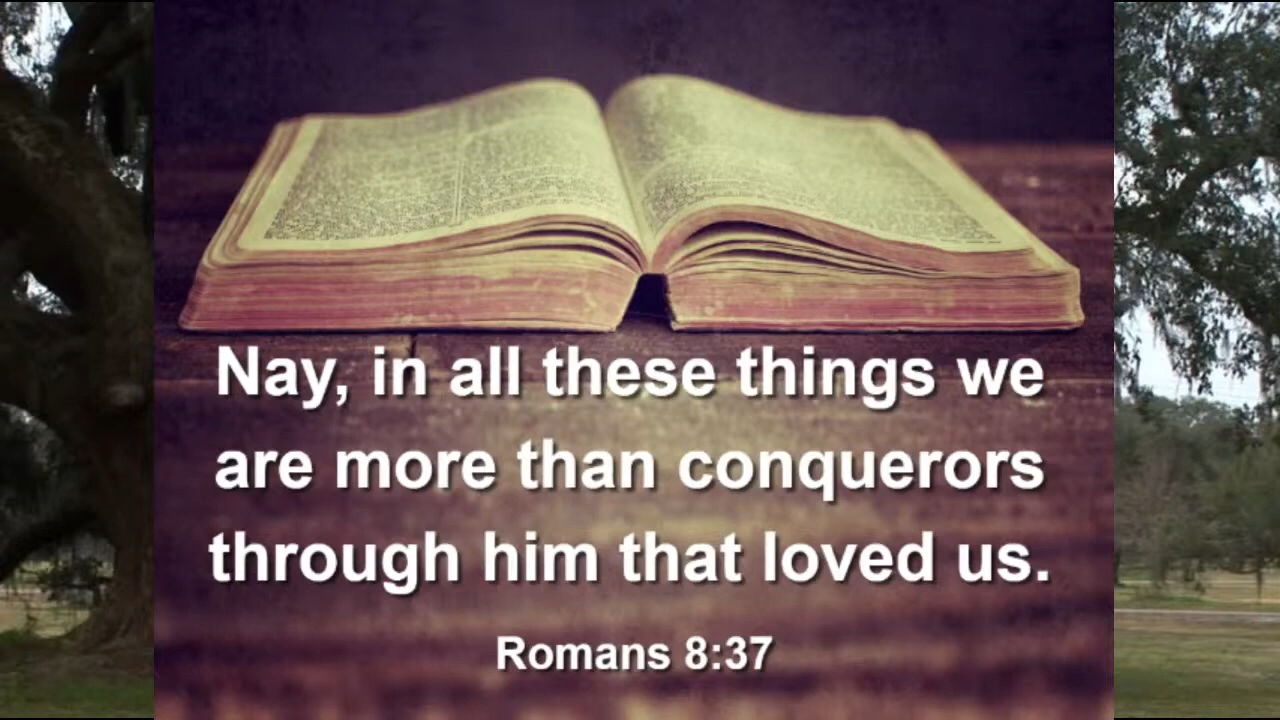 Nay, in all these things we
are more than conquerors
through him that loved us.
Romans 8:37